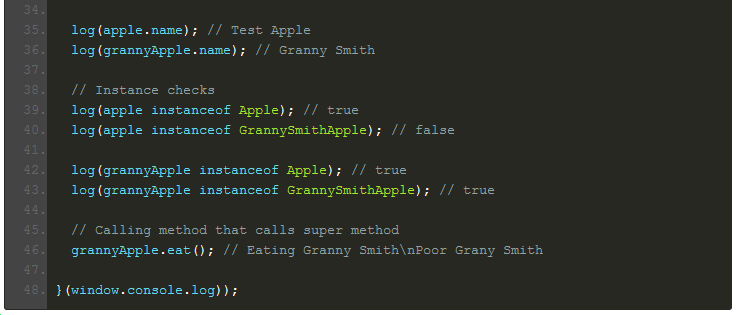 34.
35. log(apple.name); // Test Apple
36. log(grannyApple.name); // Granny Smith
37.
38. // Instance checks
39. log(apple instanceof Apple); // true
40. log(apple instanceof GrannySmithApple); // false
41.
42. log(grannyApple instanceof Apple); // true
43. log(grannyApple instanceof GrannySmithApple); // true
44.
45. // Calling method that calls super method
46. grannyApple.eat(); // Eating Granny Smith\nPoor Grany Smith
47.
48. }(window.console.log));